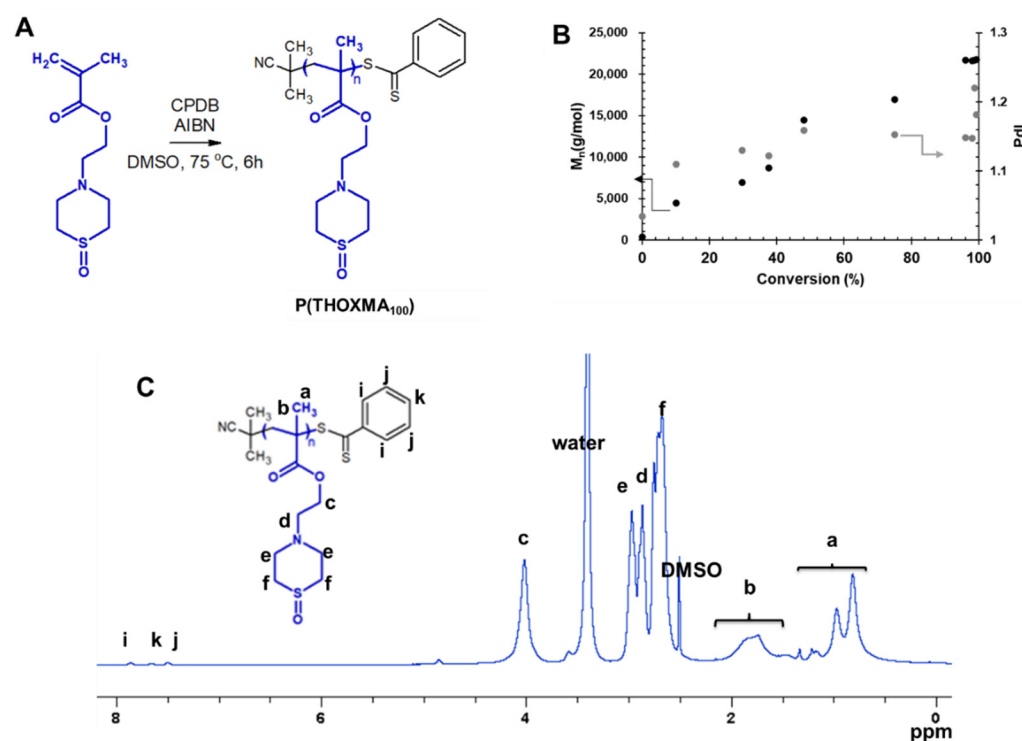 A
H₂C
CH₃
O
O
N
S
O
CPDB
AIBN
DMSO, 75 °C, 6h
NC
CH₃
n
S
S
O
O
N
S
O
P(THOXMA₁₀₀)
B
25,000
20,000
15,000
10,000
5,000
0
Mₙ(g/mol)
1.3
1.2
1.1
1
PdI
0 20 40 60 80 100
Conversion (%)
C
a
b CH₃
NC
n
S
S
i
j
k
j
i
O
O
c
d
N
e e
f f
S
O
i k j
c
water
e
d
f
DMSO
b
a
8 6 4 2 0
ppm